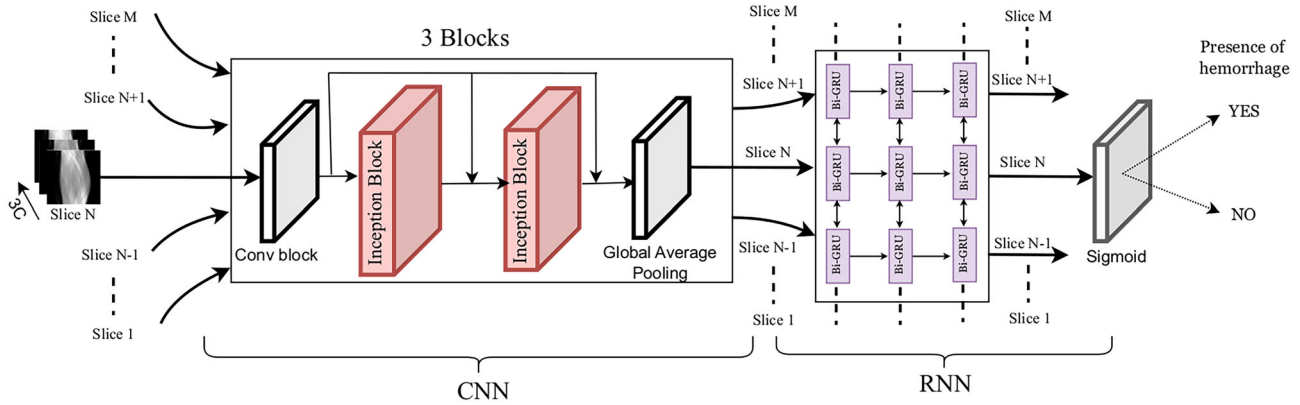 Slice M
Slice N+1
3C
Slice N
Slice N-1
Slice 1
3 Blocks
Conv block
Inception Block
Inception Block
Global Average
Pooling
CNN
Slice M
Slice N+1
Slice N
Slice N-1
Slice 1
Bi-GRU
Bi-GRU
Bi-GRU
Bi-GRU
Bi-GRU
Bi-GRU
Bi-GRU
Bi-GRU
Bi-GRU
RNN
Slice M
Slice N+1
Slice N
Slice N-1
Slice 1
Sigmoid
Presence of
hemorrhage
YES
NO